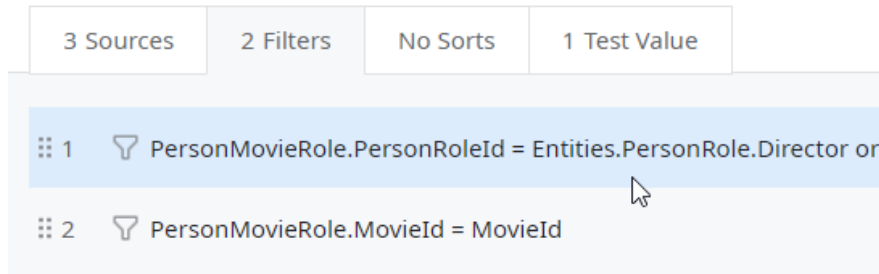 3 Sources 2 Filters No Sorts 1 Test Value
1 PersonMovieRole.PersonRoleId = Entities.PersonRole.Director or
2 PersonMovieRole.MovieId = MovieId